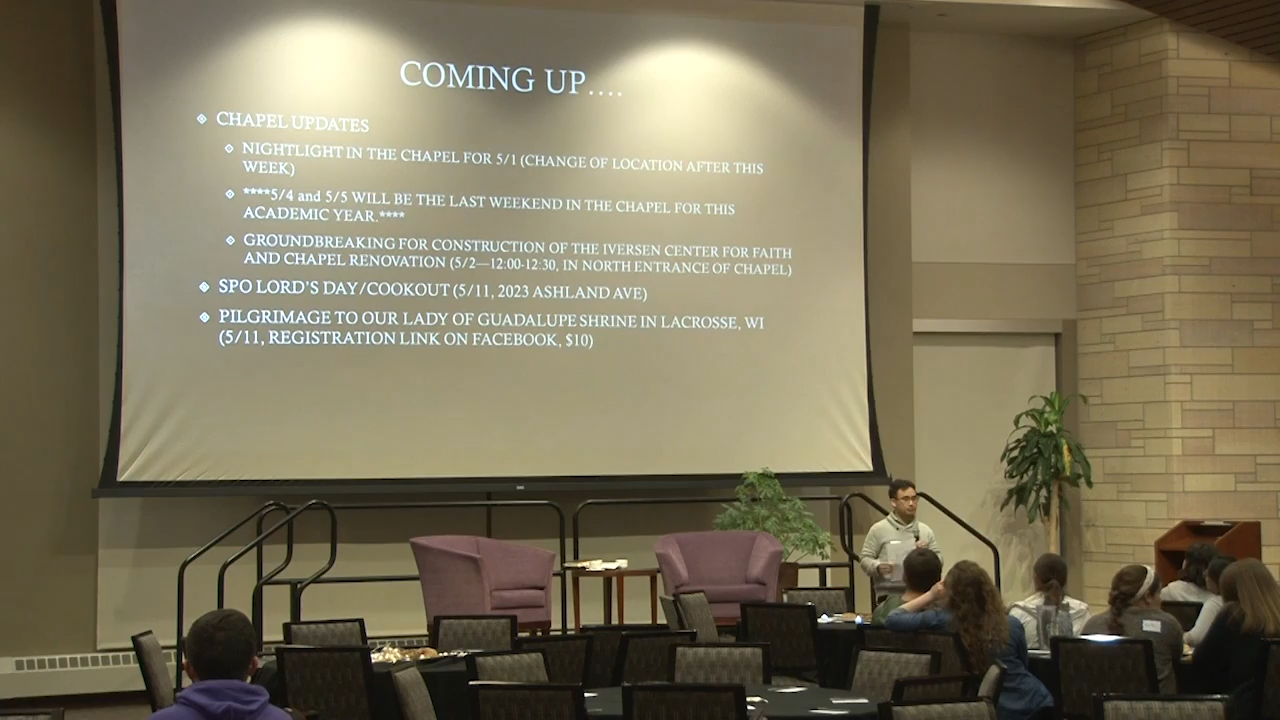 COMING UP....
CHAPEL UPDATES
NIGHTLIGHT IN THE CHAPEL FOR 5/1 (CHANGE OF LOCATION AFTER THIS
WEEK)
****5/4 and 5/5 WILL BE THE LAST WEEKEND IN THE CHAPEL FOR THIS
ACADEMIC YEAR.****
GROUNDBREAKING FOR CONSTRUCTION OF THE IVERSEN CENTER FOR FAITH
AND CHAPEL RENOVATION (5/2—12:00-12:30, IN NORTH ENTRANCE OF CHAPEL)
SPO LORD'S DAY/COOKOUT (5/11, 2023 ASHLAND AVE)
PILGRIMAGE TO OUR LADY OF GUADALUPE SHRINE IN LACROSSE, WI
(5/11, REGISTRATION LINK ON FACEBOOK, $10)